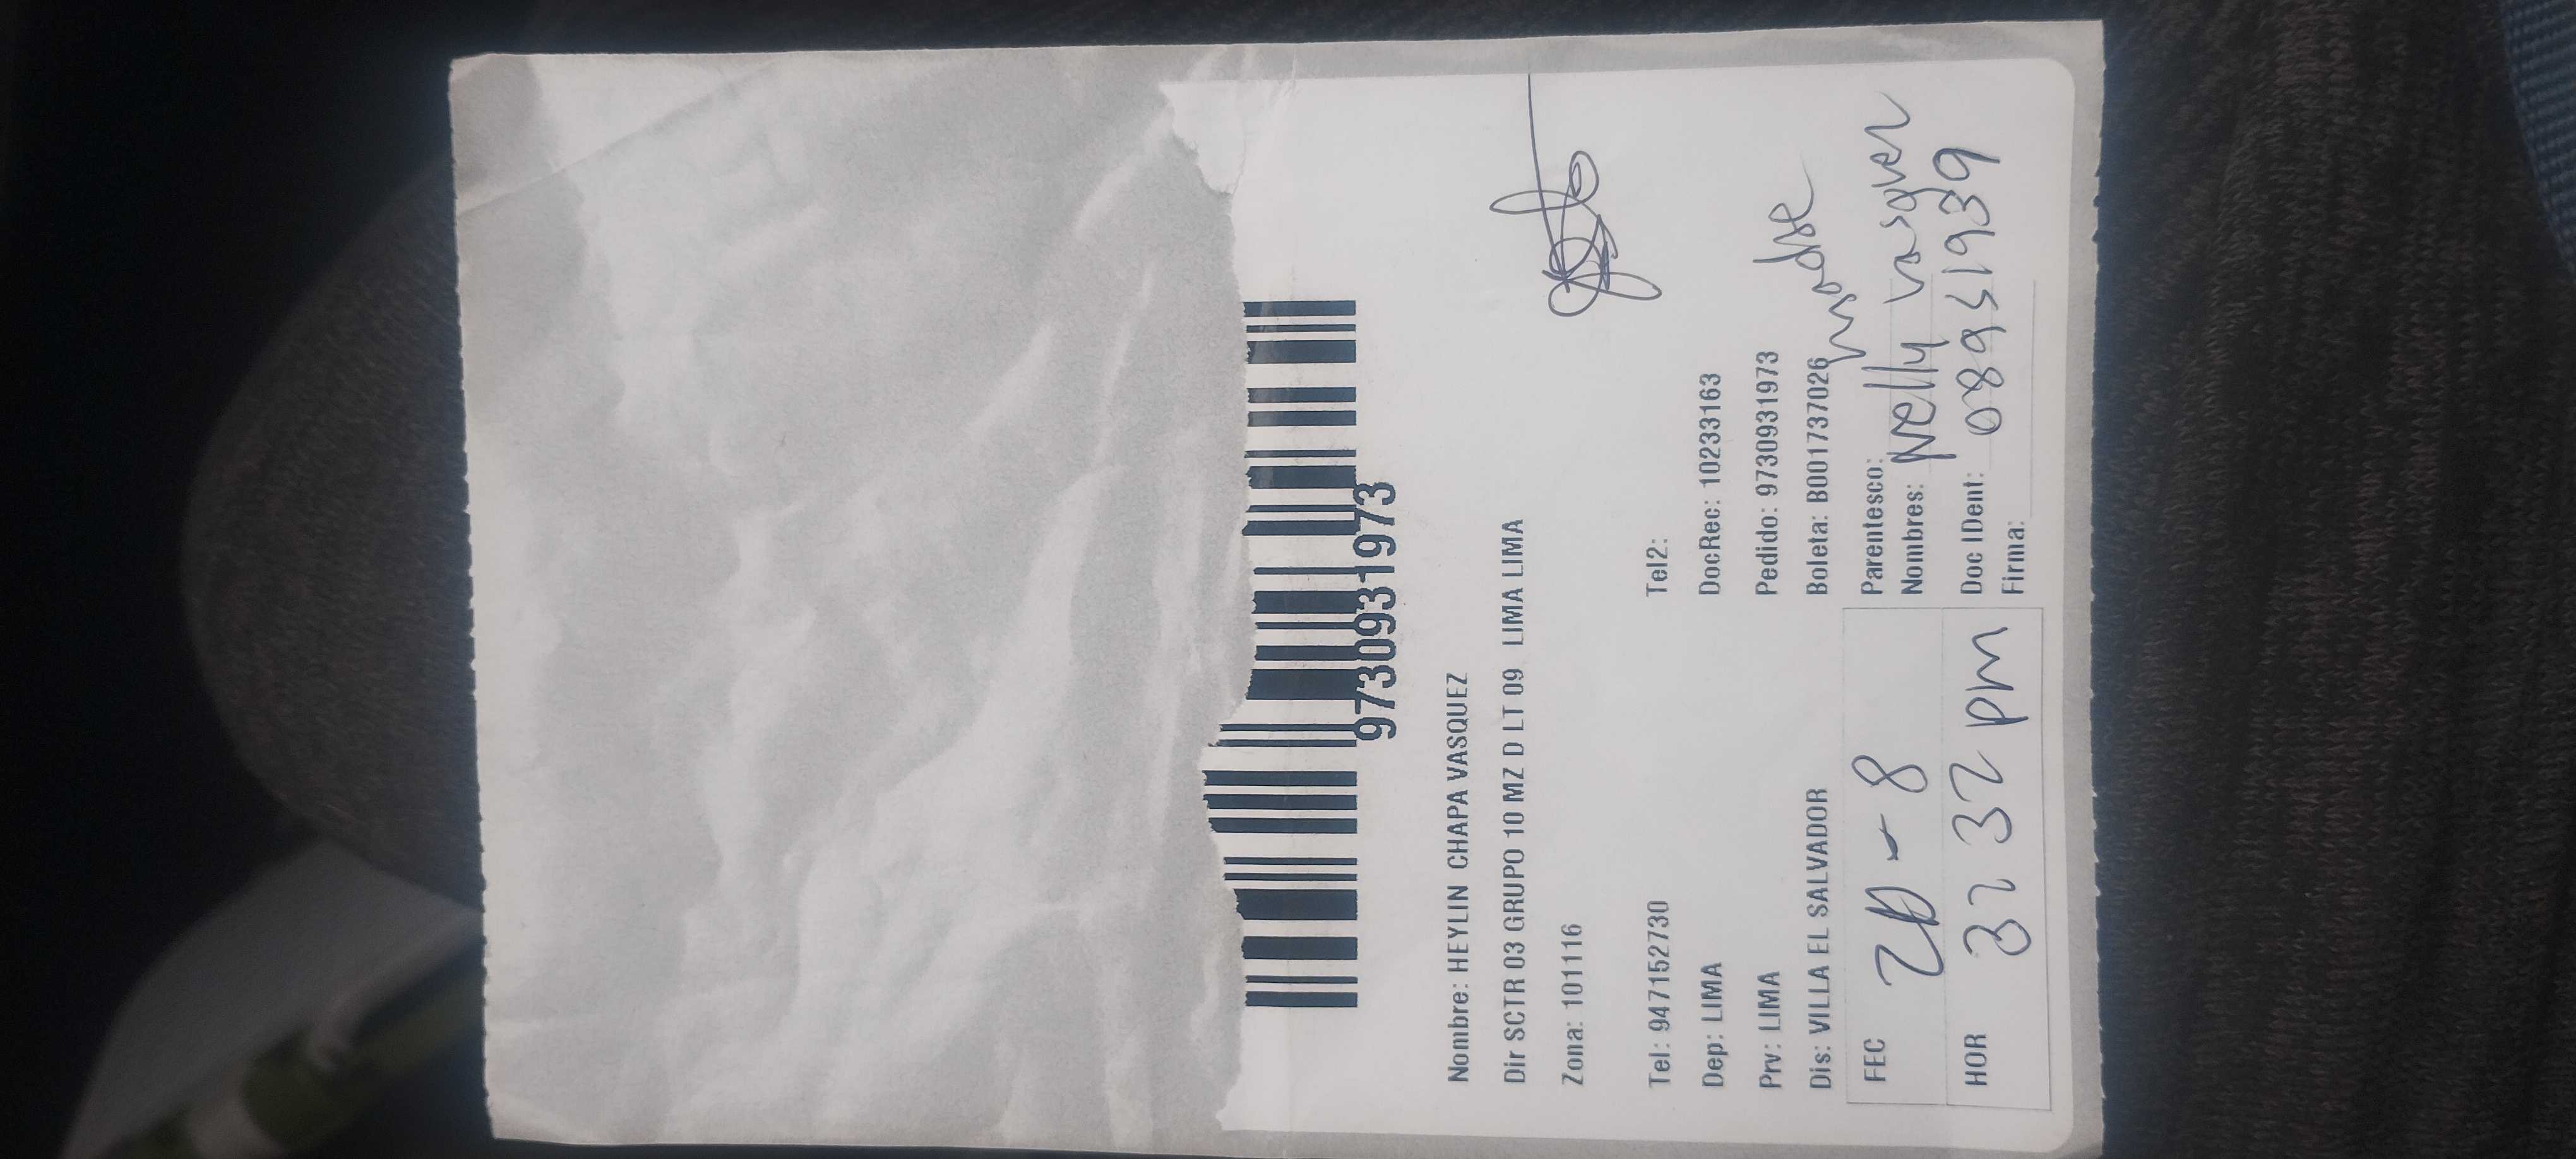 9730931973
Nombre: HEYLIN CHAPA VASQUEZ
Dir SCTR 03 GRUPO 10 MZ D LT 09 LIMA LIMA
Zona: 101116
Tel: 947152730 Tel2:
Dep: LIMA DocRec: 10233163
Prv: LIMA Pedido: 9730931973
Dis: VILLA EL SALVADOR Boleta: B001737026
madre
FEC 20-8 Parentesco:
Nombres: Nelly Vasquez
HOR 3 32 pm Doc IDent: 08951939
Firma: